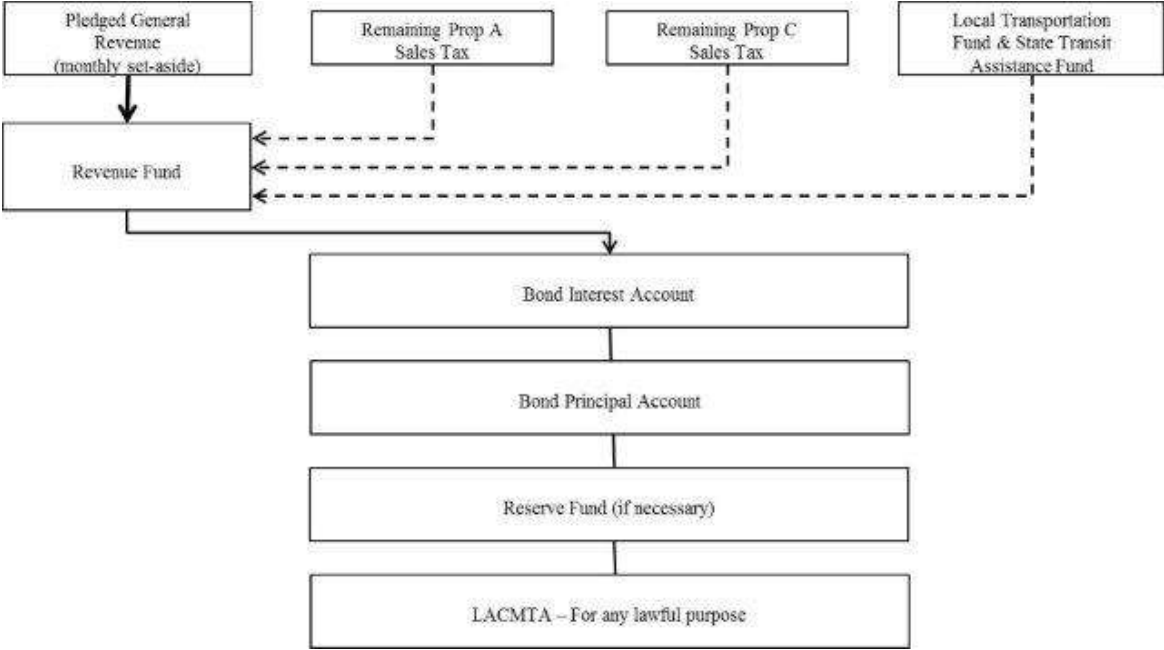 Pledged General
Revenue
(monthly set-aside)
Remaining Prop A
Sales Tax
Remaining Prop C
Sales Tax
Local Transportation
Fund & State Transit
Assistance Fund
Revenue Fund
Bond Interest Account
Bond Principal Account
Reserve Fund (if necessary)
LACMTA – For any lawful purpose